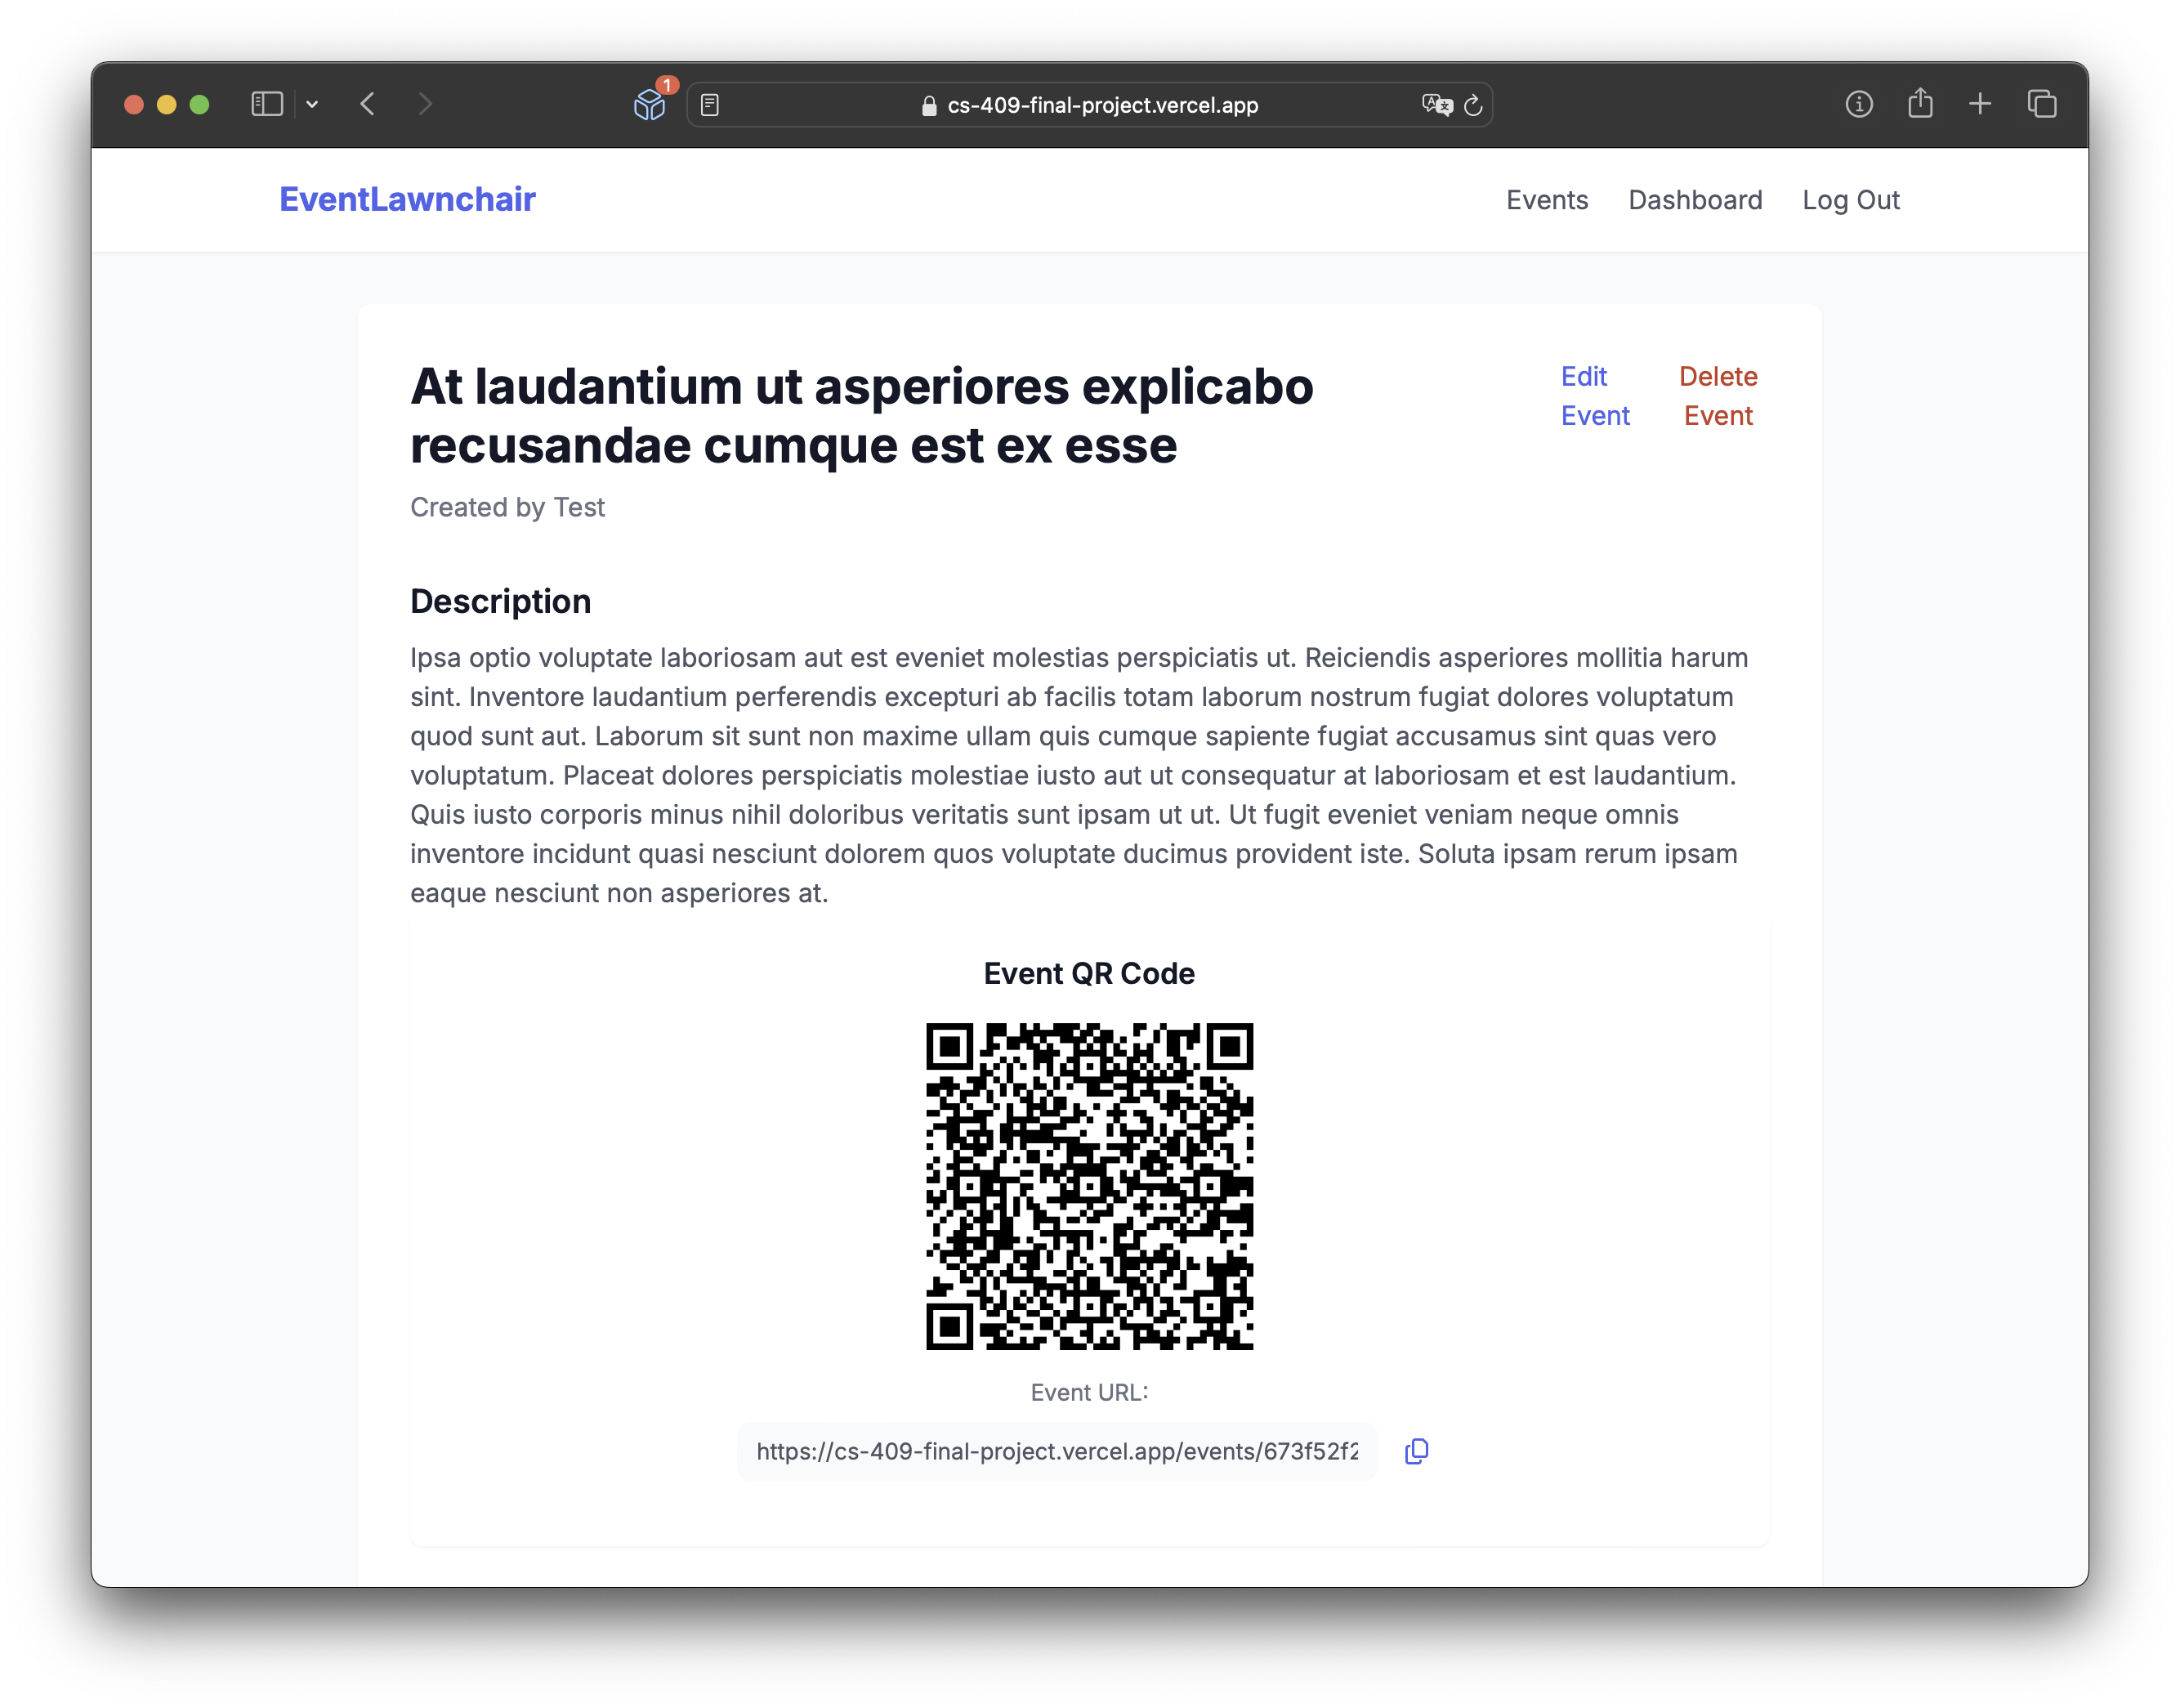 1
cs-409-final-project.vercel.app
EventLawnchair
Events Dashboard Log Out
At laudantium ut asperiores explicabo
recusandae cumque est ex esse
Edit
Event
Delete
Event
Created by Test
Description
Ipsa optio voluptate laboriosam aut est eveniet molestias perspiciatis ut. Reiciendis asperiores mollitia harum
sint. Inventore laudantium perferendis excepturi ab facilis totam laborum nostrum fugiat dolores voluptatum
quod sunt aut. Laborum sit sunt non maxime ullam quis cumque sapiente fugiat accusamus sint quas vero
voluptatum. Placeat dolores perspiciatis molestiae iusto aut ut consequatur at laboriosam et est laudantium.
Quis iusto corporis minus nihil doloribus veritatis sunt ipsam ut ut. Ut fugit eveniet veniam neque omnis
inventore incidunt quasi nesciunt dolorem quos voluptate ducimus provident iste. Soluta ipsam rerum ipsam
eaque nesciunt non asperiores at.
Event QR Code
Event URL:
https://cs-409-final-project.vercel.app/events/673f52f2